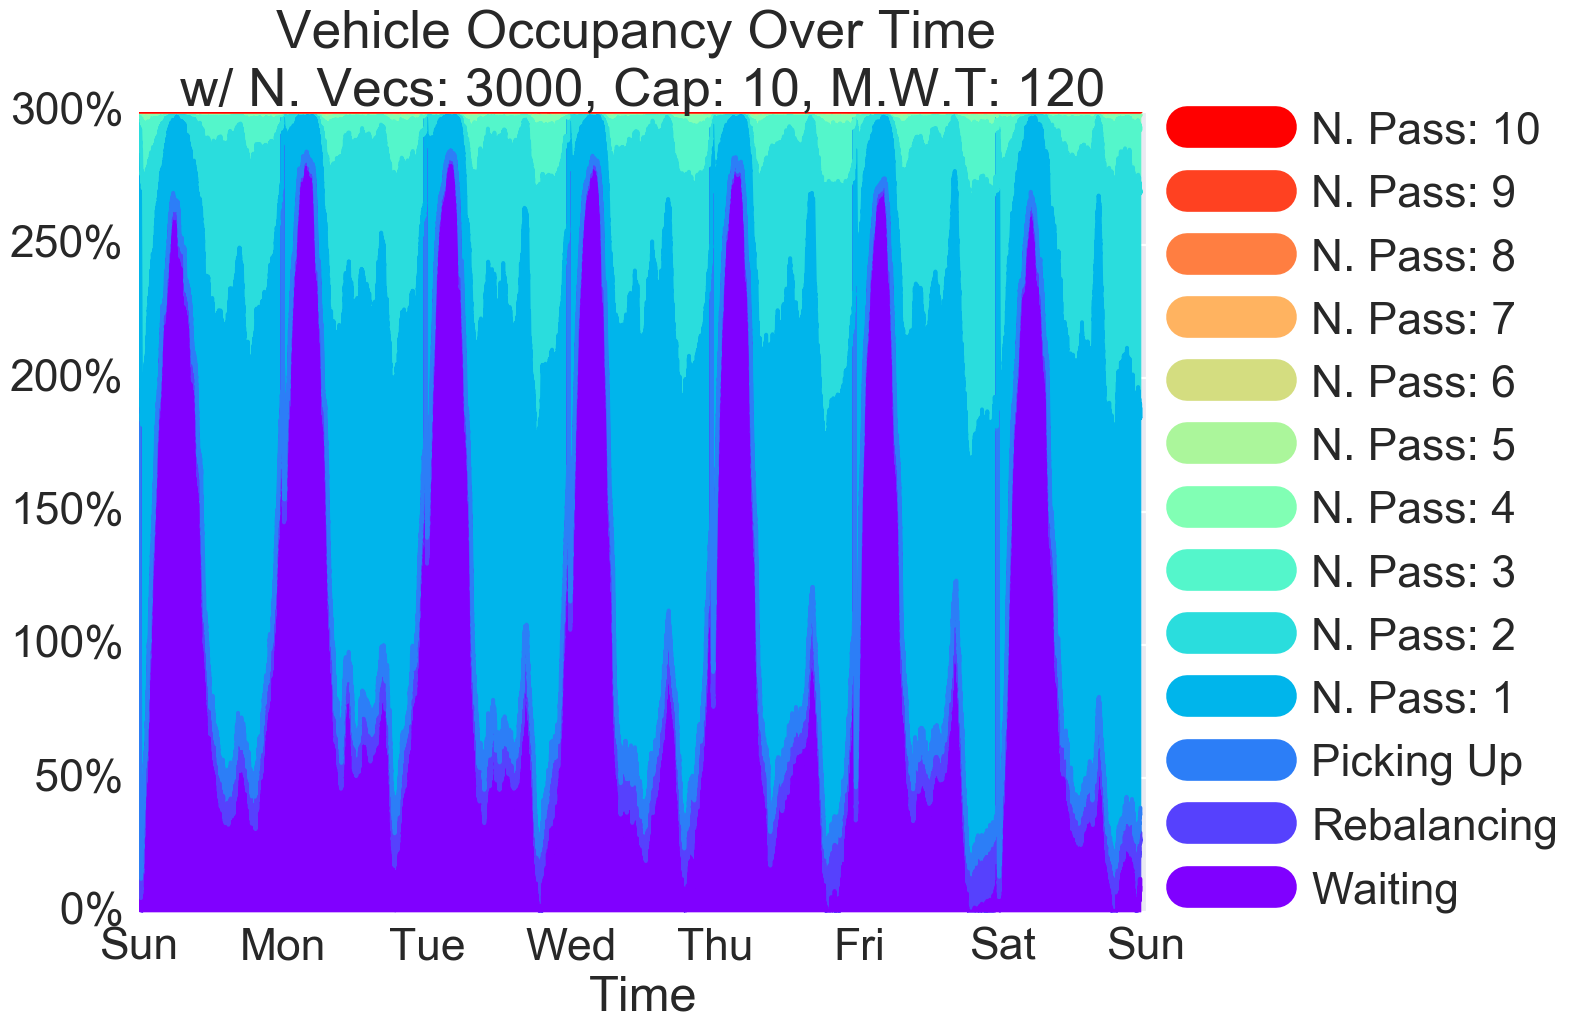 Vehicle Occupancy Over Time
w/ N. Vecs: 3000, Cap: 10, M.W.T: 120
300%
250%
200%
150%
100%
50%
0%
Sun Mon Tue Wed Thu Fri Sat Sun
Time
N. Pass: 10
N. Pass: 9
N. Pass: 8
N. Pass: 7
N. Pass: 6
N. Pass: 5
N. Pass: 4
N. Pass: 3
N. Pass: 2
N. Pass: 1
Picking Up
Rebalancing
Waiting